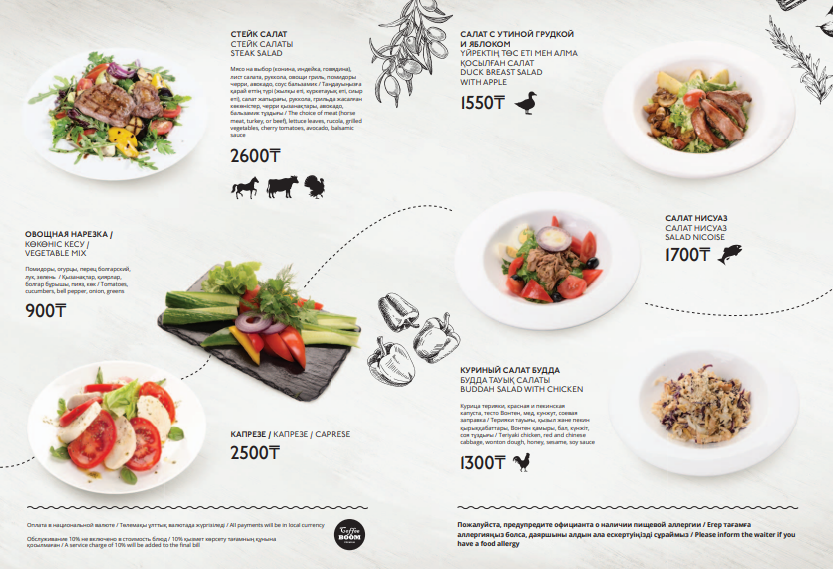 СТЕЙК САЛАТ
СТЕЙК САЛАТЫ
STEAK SALAD
Мясо на выбор (конина, индейка, говядина),
лист салата, руккола, овощи гриль, помидоры
черри, авокадо, соус бальзамик / Таңдауыңызға
қарай еттің түрі (жылқы еті, күркетауық еті, сиыр
еті), салат жапырағы, руккола, грильда жасалған
көкөністер, черри қызанақтары, авокадо,
бальзамик тұздығы / The choice of meat (horse
meat, turkey, or beef), lettuce leaves, rucola, grilled
vegetables, cherry tomatoes, avocado, balsamic
sauce
2600₸
ОВОЩНАЯ НАРЕЗКА /
КӨКӨНІС КЕСУ /
VEGETABLE MIX
Помидоры, огурцы, перец болгарский,
лук, зелень / Қызанақтар, қиярлар,
болгар бұрышы, пияз, көк / Tomatoes,
cucumbers, bell pepper, onion, greens
900₸
КАПРЕЗЕ / КАПРЕЗЕ / CAPRESE
2500₸
Оплата в национальной валюте / Төлемақы ұлттық валютада жүргізіледі / All payments will be in local currency
Обслуживание 10% не включено в стоимость блюд / 10% қызмет көрсету тағамның құнына
қосылмаған / A service charge of 10% will be added to the final bill
Coffee
BOOM
САЛАТ С УТИНОЙ ГРУДКОЙ
И ЯБЛОКОМ
ҮЙРЕКТІҢ ТӨС ЕТІ МЕН АЛМА
ҚОСЫЛҒАН САЛАТ
DUCK BREAST SALAD
WITH APPLE
1550₸
САЛАТ НИСУАЗ
САЛАТ НИСУАЗ
SALAD NICOISE
1700₸
КУРИНЫЙ САЛАТ БУДДА
БУДДА ТАУЫҚ САЛАТЫ
BUDDAH SALAD WITH CHICKEN
Курица терияки, красная и пекинская
капуста, тесто Вонтен, мед, кунжут, соевая
заправка / Терияки тауығы, қызыл және пекин
қырыққабаттары, Вонтен қамыры, бал, күнжіт,
соя тұздығы / Teriyaki chicken, red and chinese
cabbage, wonton dough, honey, sesame, soy sauce
1300₸
Пожалуйста, предупредите официанта о наличии пищевой аллергии / Егер тағамға
аллергияңыз болса, даяршыны алдын ала ескертуіңізді сұраймыз / Please inform the waiter if you
have a food allergy